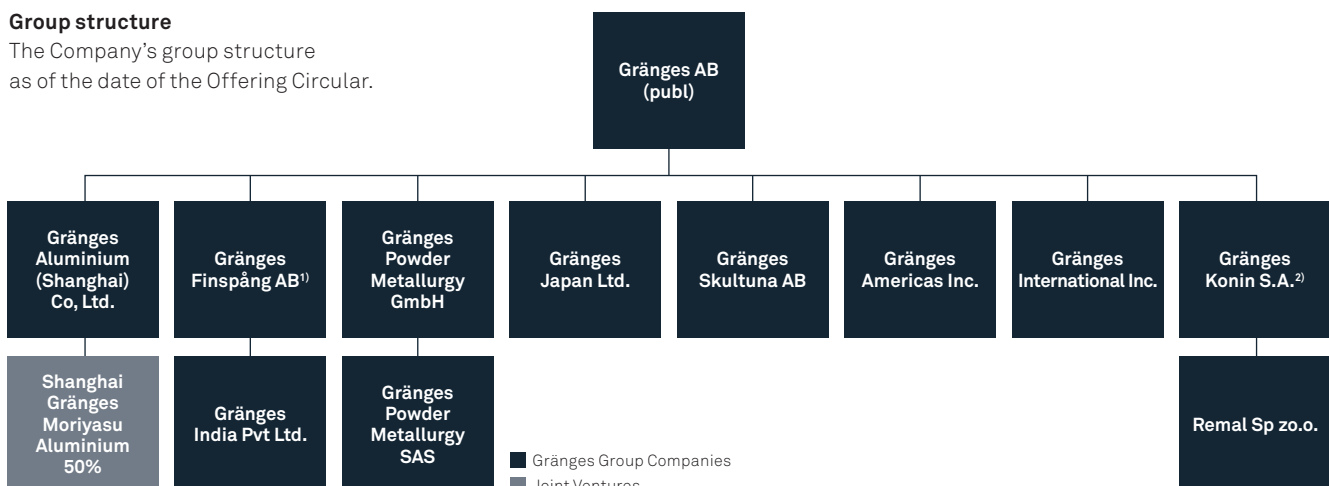 Group structure
The Company's group structure
as of the date of the Offering Circular.
Gränges AB
(publ)
Gränges
Aluminium
(Shanghai)
Co, Ltd.
Gränges
Finspång AB¹⁾
Gränges
Powder
Metallurgy
GmbH
Gränges
Japan Ltd.
Gränges
Skultuna AB
Gränges
Americas Inc.
Gränges
International Inc.
Gränges
Konin S.A.²⁾
Shanghai
Gränges
Moriyasu
Aluminium
50%
Gränges
India Pvt Ltd.
Gränges
Powder
Metallurgy
SAS
Remal Sp zo.o.
Gränges Group Companies
Joint Ventures